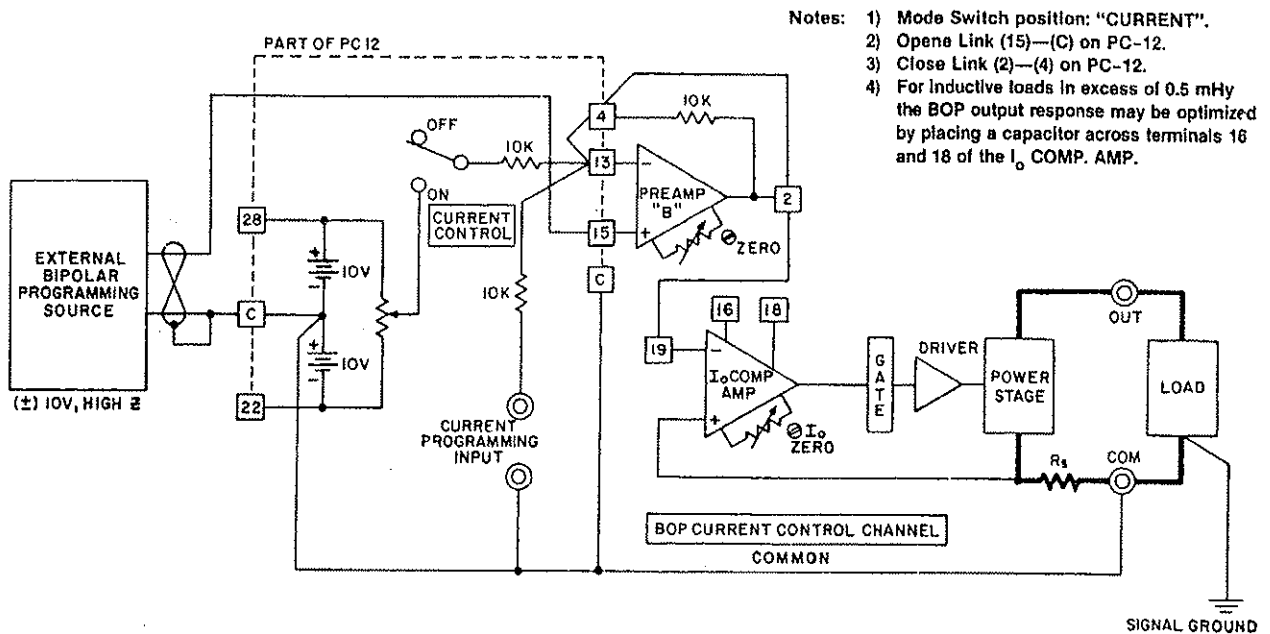 Notes: 1) Mode Switch position: "CURRENT".
2) Opene Link (15)—(C) on PC-12.
3) Close Link (2)—(4) on PC-12.
4) For inductive loads in excess of 0.5 mHy
the BOP output response may be optimized
by placing a capacitor across terminals 16
and 18 of the Io COMP. AMP.
PART OF PC 12
OFF
10K
4
10K
13
−
PREAMP
"B"
2
ON
CURRENT
CONTROL
15
+
ZERO
28
EXTERNAL
BIPOLAR
PROGRAMMING
SOURCE
+
10V
−
C
10K
C
C
+
10V
−
22
(±) 10V, HIGH Z
CURRENT
PROGRAMMING
INPUT
16
18
19
−
Io COMP
AMP
+
Io
ZERO
GATE
DRIVER
POWER
STAGE
OUT
LOAD
Rs
COM
BOP CURRENT CONTROL CHANNEL
COMMON
SIGNAL GROUND